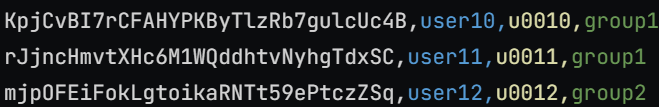 KpjCvBI7rCFAHYPKByTlzRb7gulcUc4B,user10,u0010,group1
rJjncHmvtXHc6M1WQddhtvNyhgTdxSC,user11,u0011,group1
mjpOFEiFokLgtoikaRNTt59ePtczZSq,user12,u0012,group2